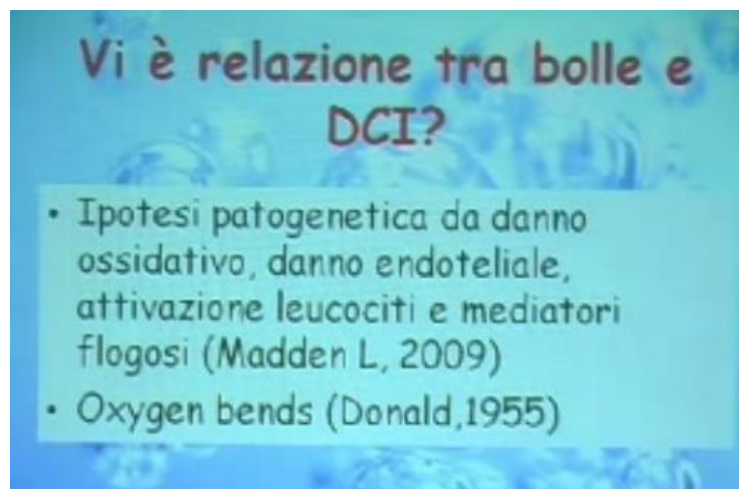 Vi è relazione tra bolle e
DCI?
• Ipotesi patogenetica da danno
ossidativo, danno endoteliale,
attivazione leucociti e mediatori
flogosi (Madden L, 2009)
• Oxygen bends (Donald,1955)